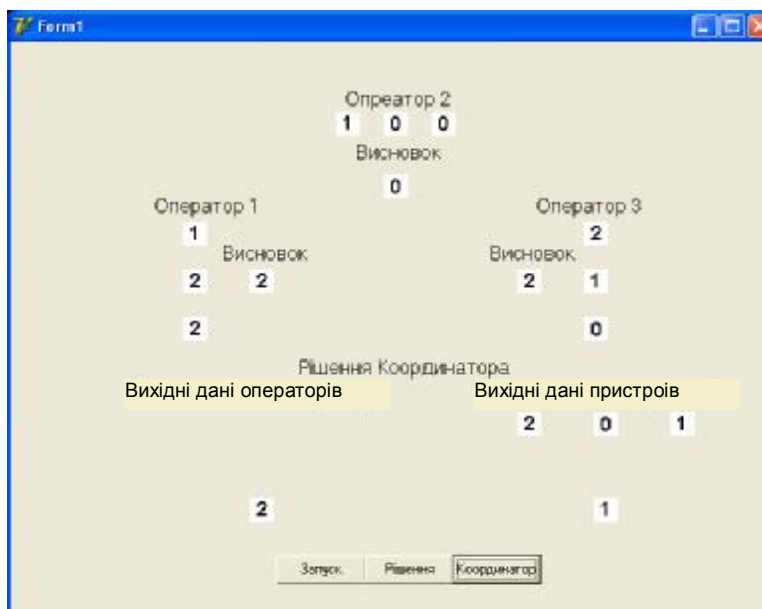 Form1
Опреатор 2
1 0 0
Висновок
0
Оператор 1
Оператор 3
1
2
Висновок
Висновок
2 2
2 1
2
0
Рішення Координатора
Вихідні дані операторів
Вихідні дані пристроів
2 0 1
2
1
Запуск
Рішення
Координатор